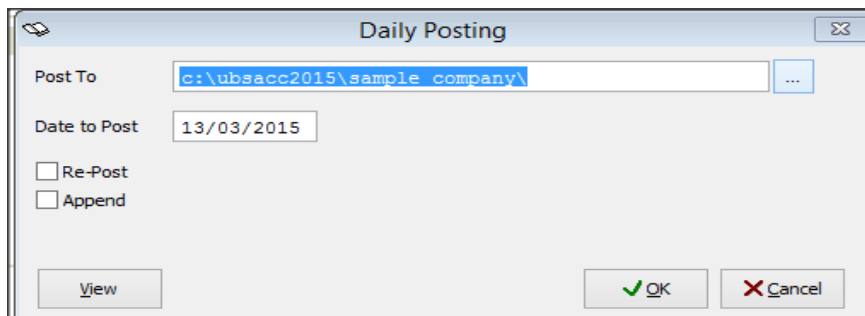 Daily Posting
Post To c:\ubsacc2015\sample company\ ...
Date to Post 13/03/2015
Re-Post
Append
View OK Cancel